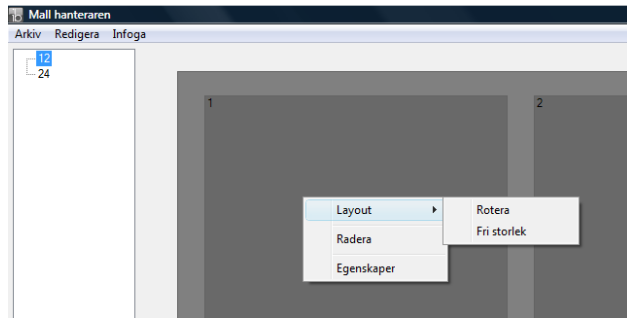 Mall hanteraren
Arkiv Redigera Infoga
12
24
1 2
Layout Rotera
Fri storlek
Radera
Egenskaper